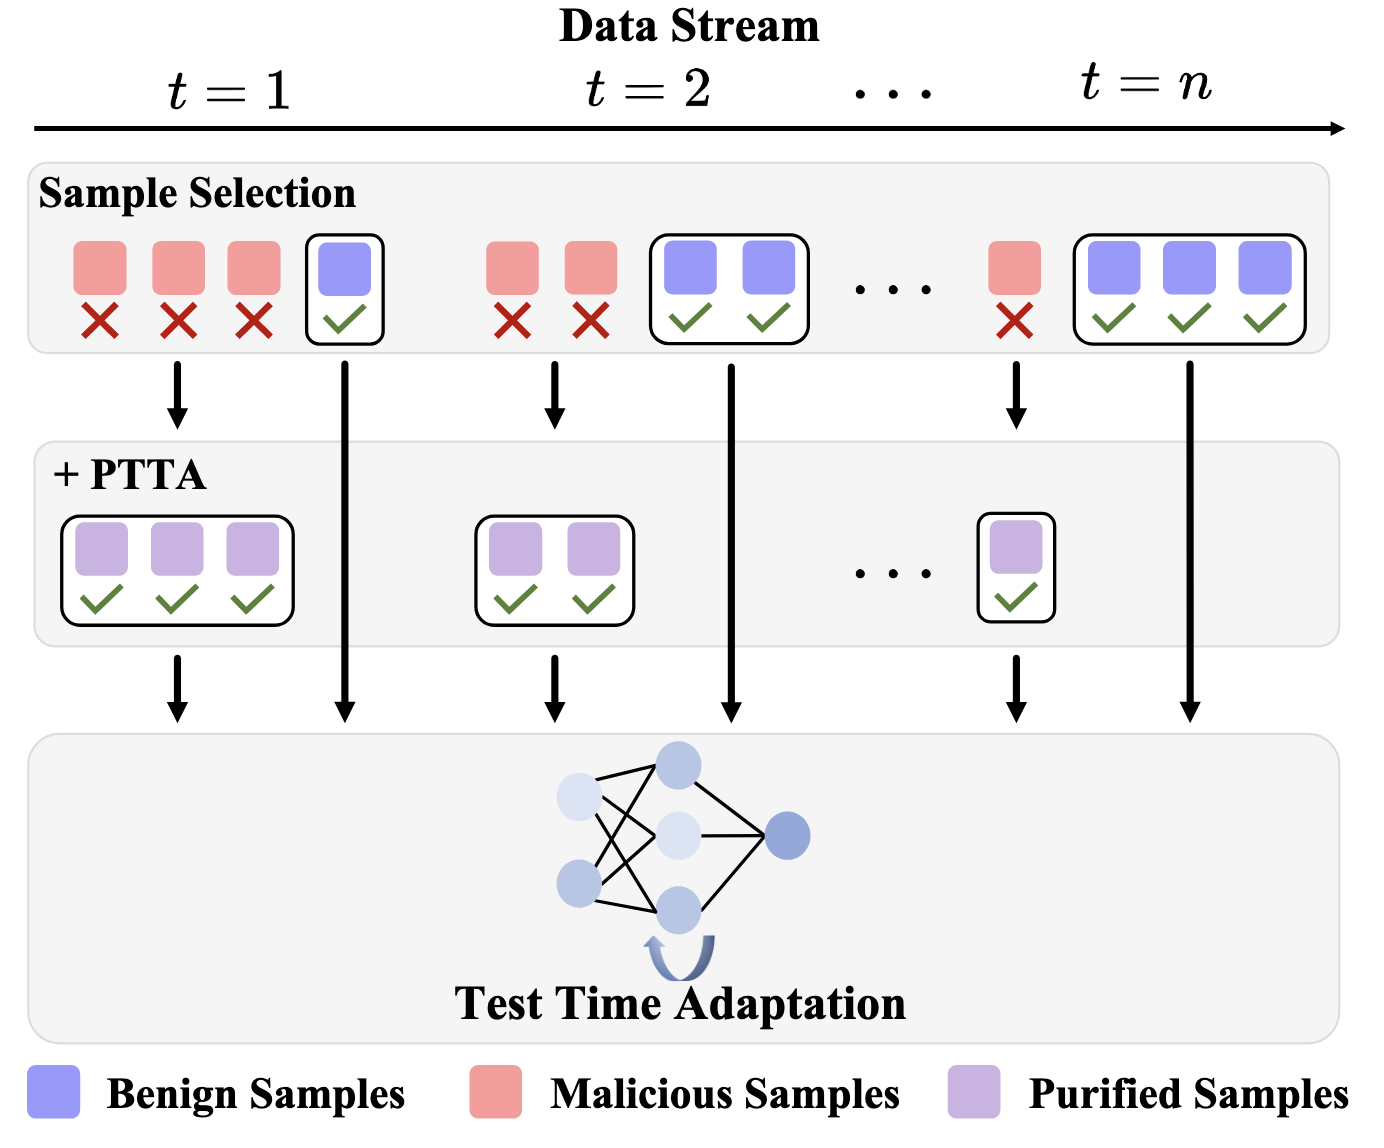 Data Stream
t = 1
t = 2
. . .
t = n
Sample Selection
. . .
+ PTTA
. . .
Test Time Adaptation
Benign Samples
Malicious Samples
Purified Samples